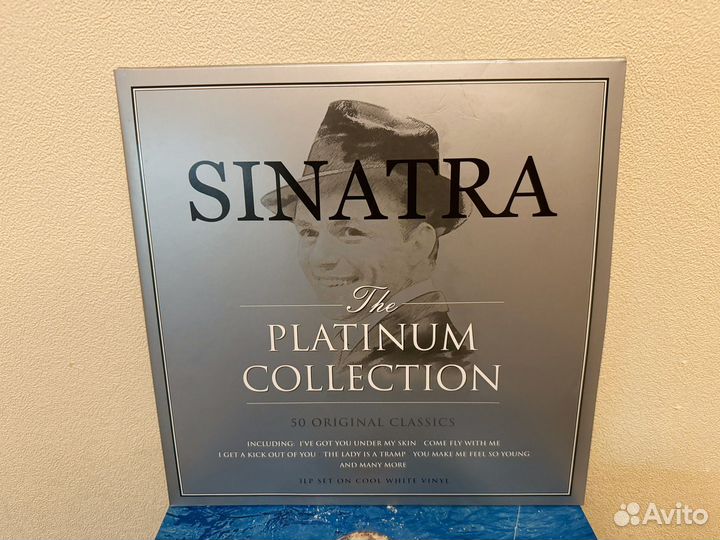 SINATRA
The
PLATINUM
COLLECTION
50 ORIGINAL CLASSICS
INCLUDING: I'VE GOT YOU UNDER MY SKIN COME FLY WITH ME
I GET A KICK OUT OF YOU THE LADY IS A TRAMP YOU MAKE ME FEEL SO YOUNG
AND MANY MORE
3LP SET ON COOL WHITE VINYL
Avito